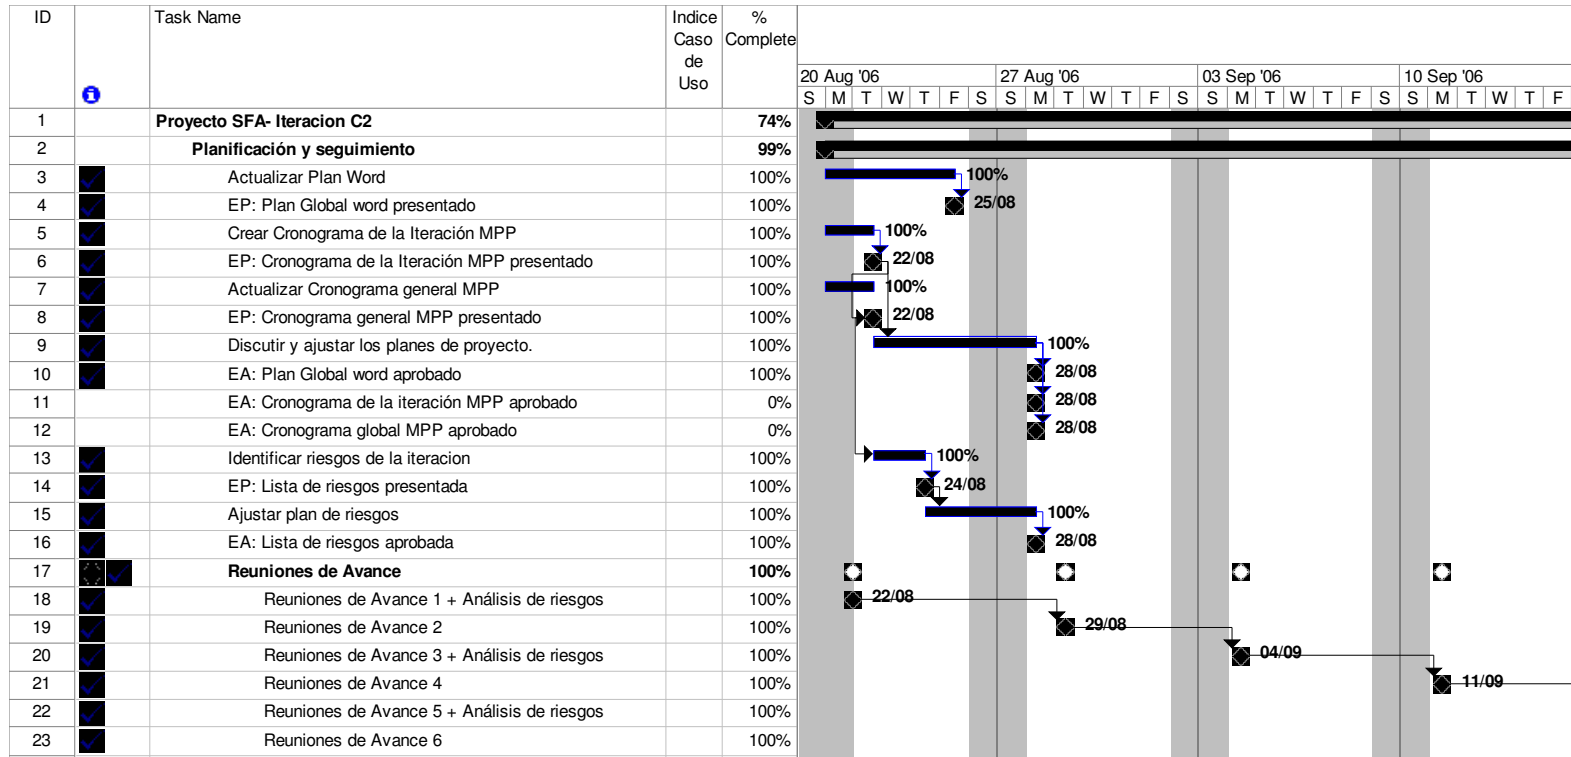 ID Task Name Indice Caso de Uso % Complete
20 Aug '06 27 Aug '06 03 Sep '06 10 Sep '06
S M T W T F S S M T W T F S S M T W T F S S M T W T F
1 Proyecto SFA- Iteracion C2 74%
2 Planificación y seguimiento 99%
3 Actualizar Plan Word 100% 100%
4 EP: Plan Global word presentado 100% 25/08
5 Crear Cronograma de la Iteración MPP 100% 100%
6 EP: Cronograma de la Iteración MPP presentado 100% 22/08
7 Actualizar Cronograma general MPP 100% 100%
8 EP: Cronograma general MPP presentado 100% 22/08
9 Discutir y ajustar los planes de proyecto. 100% 100%
10 EA: Plan Global word aprobado 100% 28/08
11 EA: Cronograma de la iteración MPP aprobado 0% 28/08
12 EA: Cronograma global MPP aprobado 0% 28/08
13 Identificar riesgos de la iteracion 100% 100%
14 EP: Lista de riesgos presentada 100% 24/08
15 Ajustar plan de riesgos 100% 100%
16 EA: Lista de riesgos aprobada 100% 28/08
17 Reuniones de Avance 100%
18 Reuniones de Avance 1 + Análisis de riesgos 100% 22/08
19 Reuniones de Avance 2 100% 29/08
20 Reuniones de Avance 3 + Análisis de riesgos 100% 04/09
21 Reuniones de Avance 4 100% 11/09
22 Reuniones de Avance 5 + Análisis de riesgos 100%
23 Reuniones de Avance 6 100%